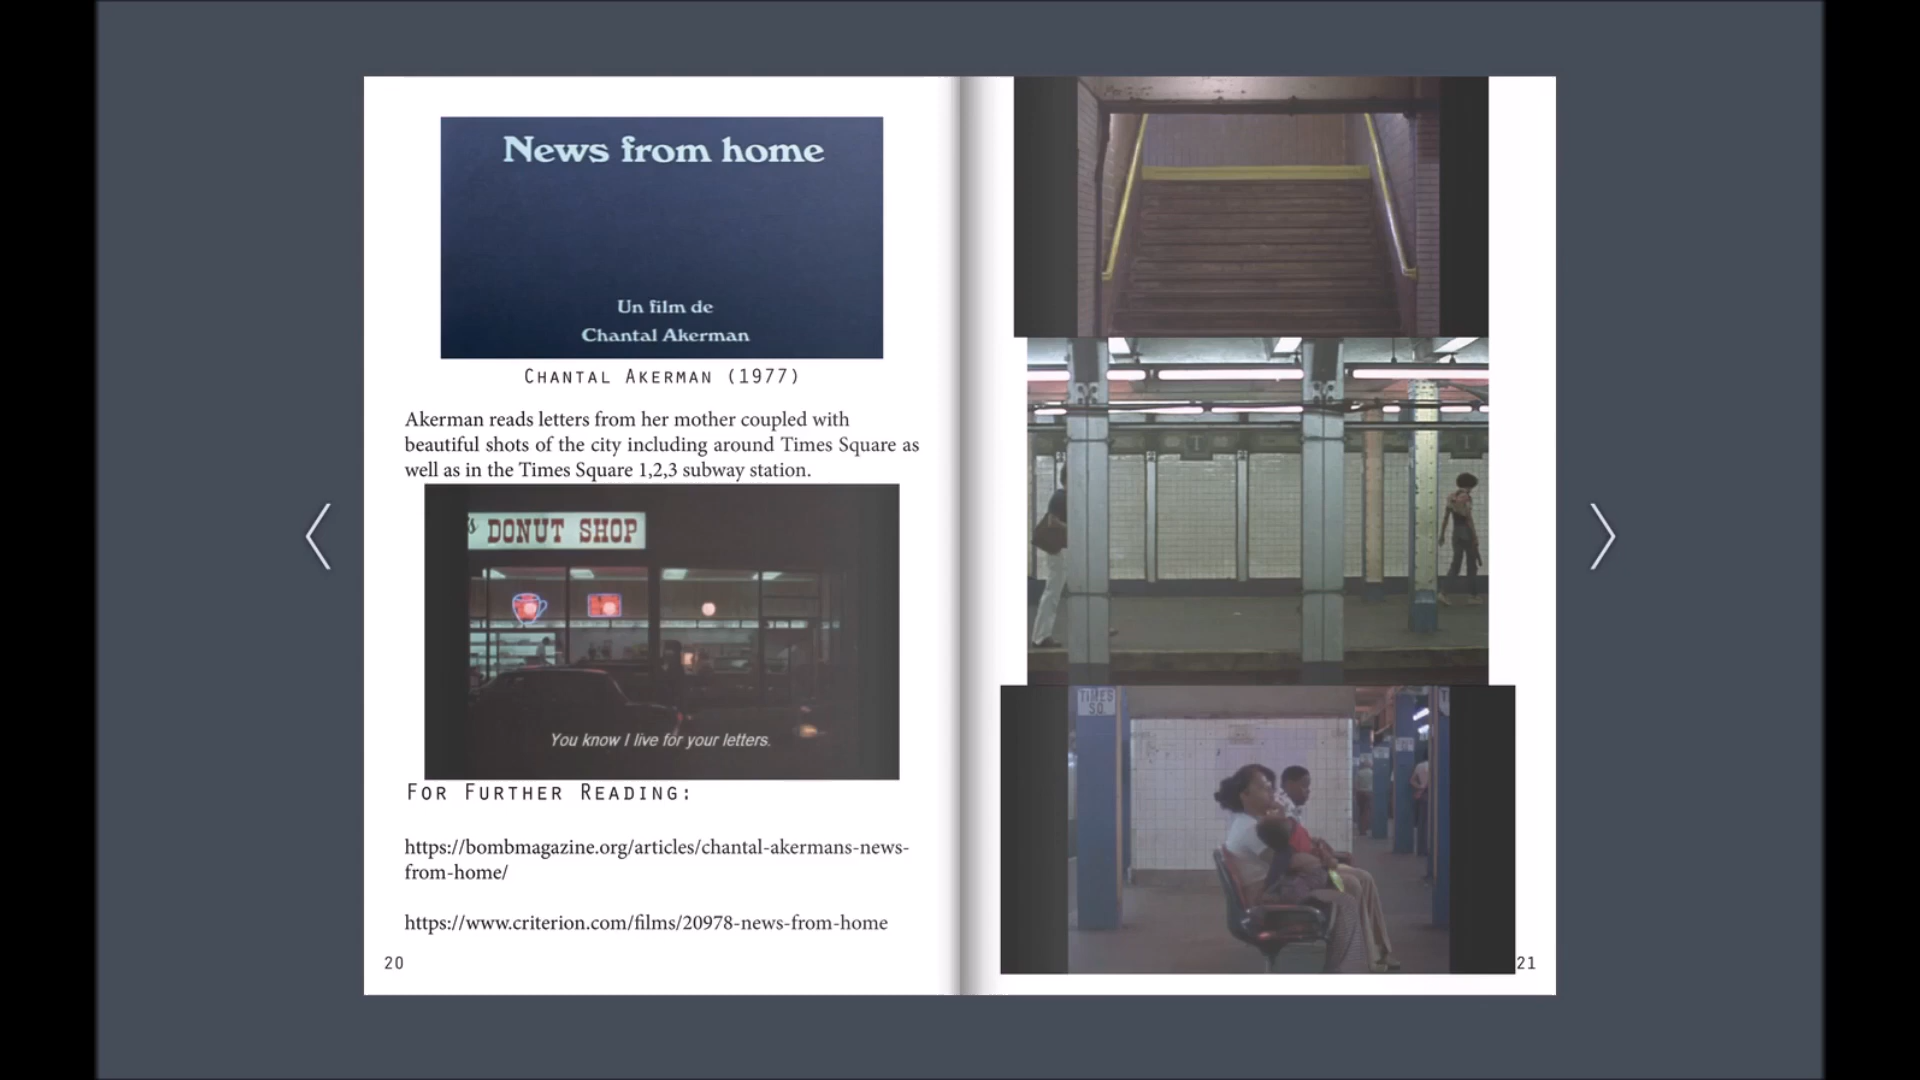 News from home
Un film de
Chantal Akerman
Chantal Akerman (1977)
Akerman reads letters from her mother coupled with
beautiful shots of the city including around Times Square as
well as in the Times Square 1,2,3 subway station.
's DONUT SHOP
You know I live for your letters.
For Further Reading:
https://bombmagazine.org/articles/chantal-akermans-news-
from-home/
https://www.criterion.com/films/20978-news-from-home
20
T
TIMES
SQ
T
21